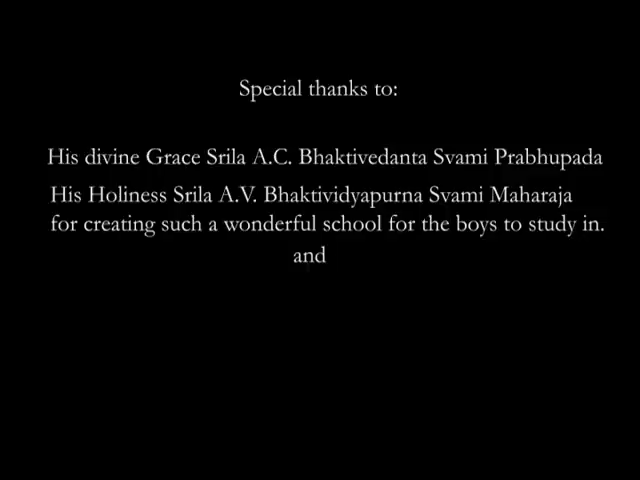 Special thanks to:
His divine Grace Srila A.C. Bhaktivedanta Svami Prabhupada
His Holiness Srila A.V. Bhaktividyapurna Svami Maharaja
for creating such a wonderful school for the boys to study in.
and